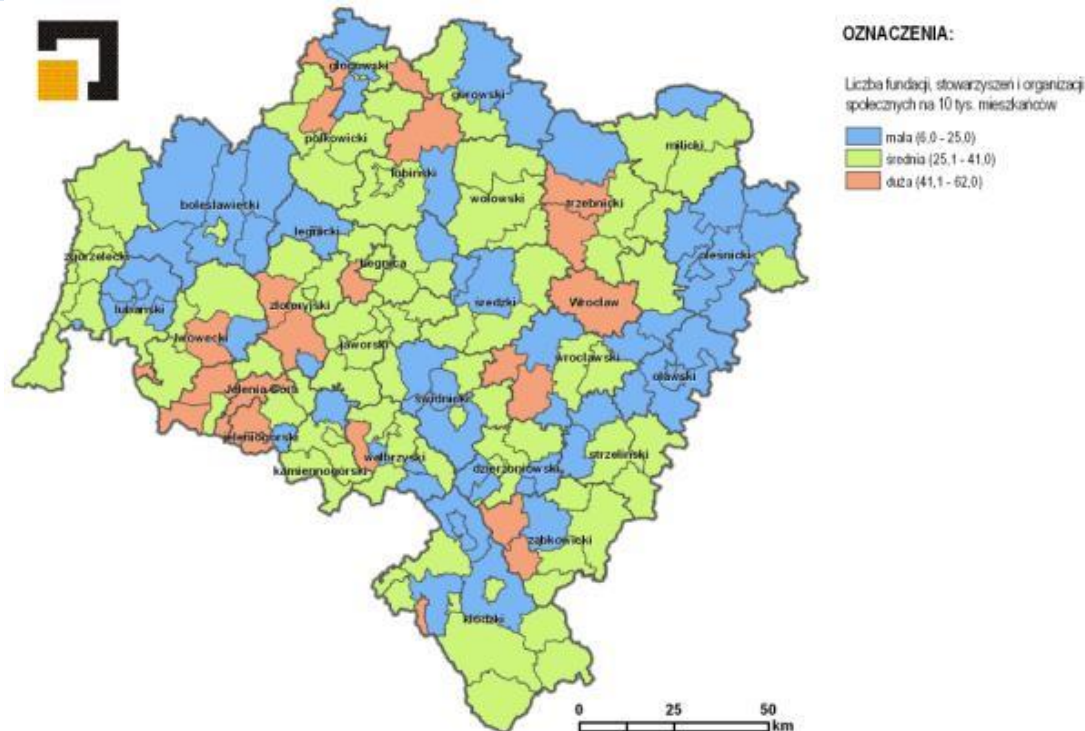 OZNACZENIA:
Liczba fundacji, stowarzyszeń i organizacji
społecznych na 10 tys. mieszkańców
mała (6,0 - 25,0)
średnia (25,1 - 41,0)
duża (41,1 - 62,0)
głogowski
górowski
polkowicki
milicki
lubiński
wołowski
trzebnicki
bolesławiecki
legnicki
zgorzelecki
Legnica
oleśnicki
lubański
złotoryjski
średzki
Wrocław
lwówecki
jaworski
wrocławski
oławski
Jelenia Góra
świdnicki
jeleniogórski
wałbrzyski
strzeliński
kamiennogórski
dzierżoniowski
ząbkowicki
kłodzki
0 25 50
km